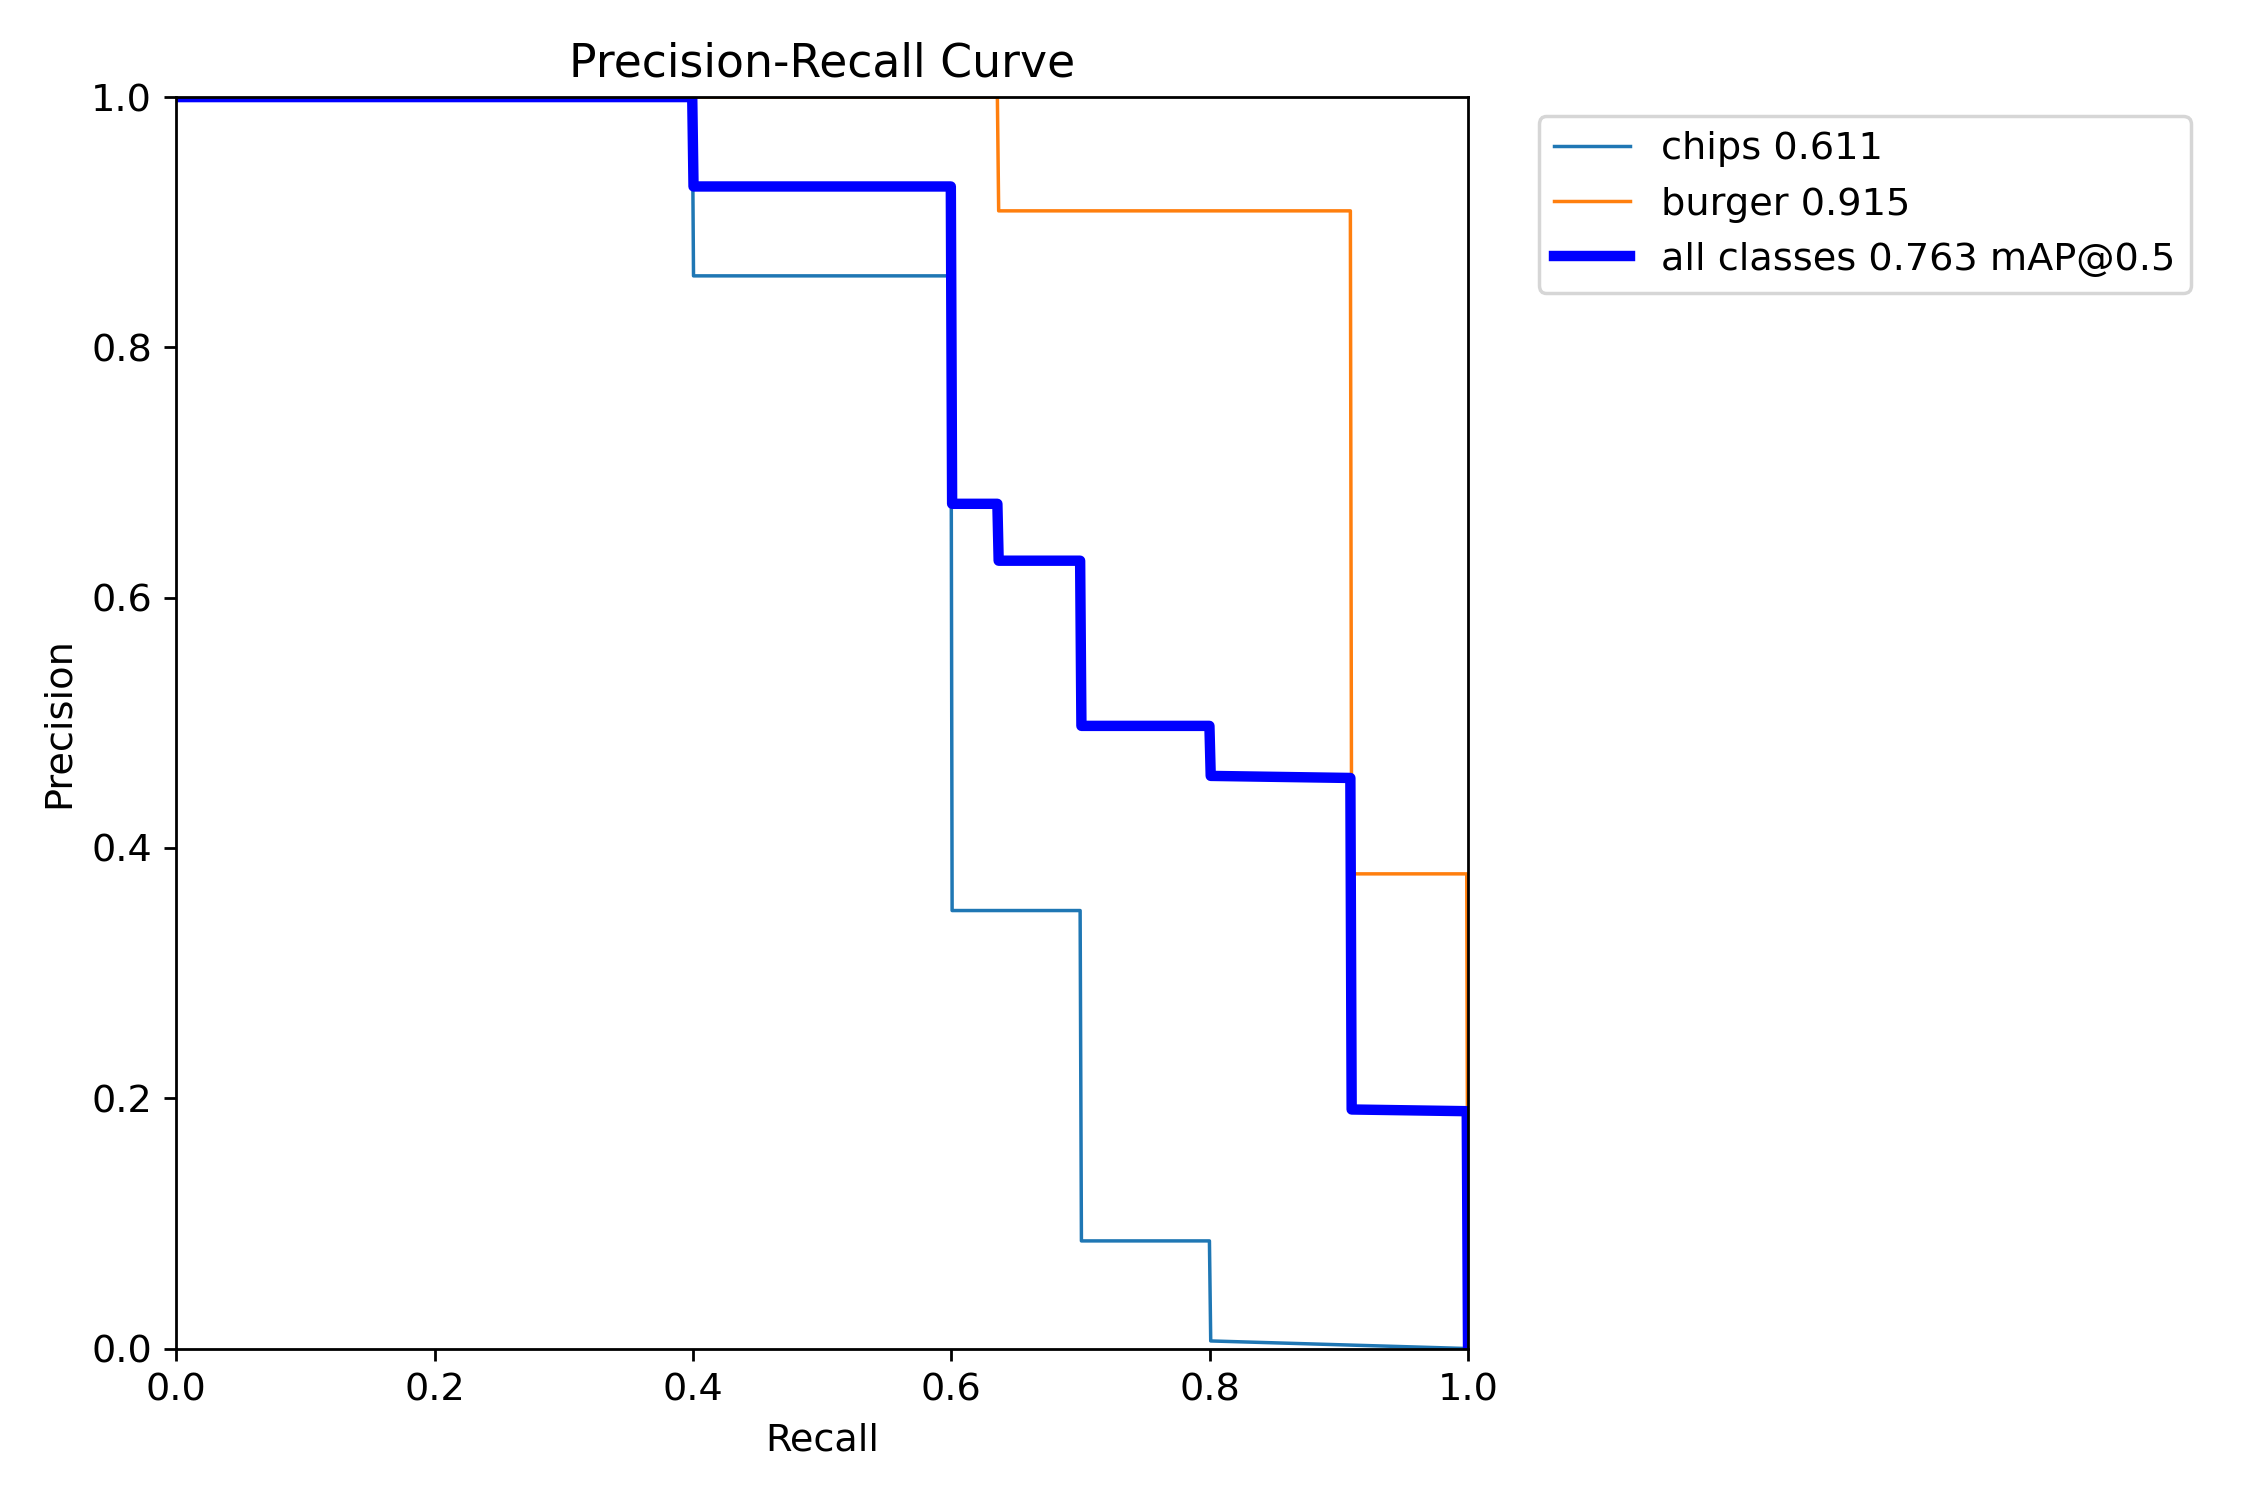 Precision-Recall Curve
1.0
0.8
0.6
0.4
0.2
0.0
Precision
0.0 0.2 0.4 0.6 0.8 1.0
Recall
chips 0.611
burger 0.915
all classes 0.763 mAP@0.5